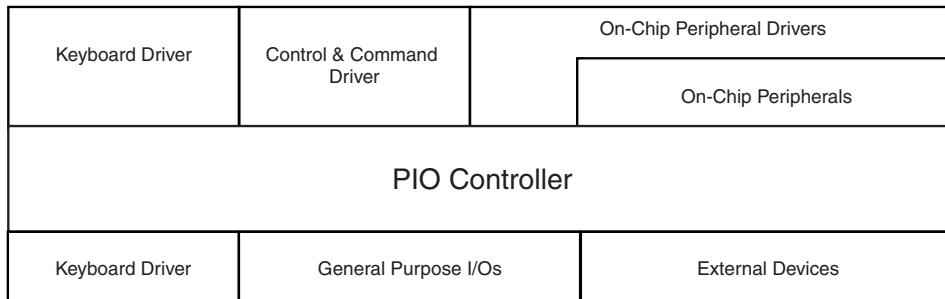 On-Chip Peripheral Drivers
Keyboard Driver
Control & Command
Driver
On-Chip Peripherals
PIO Controller
Keyboard Driver
General Purpose I/Os
External Devices